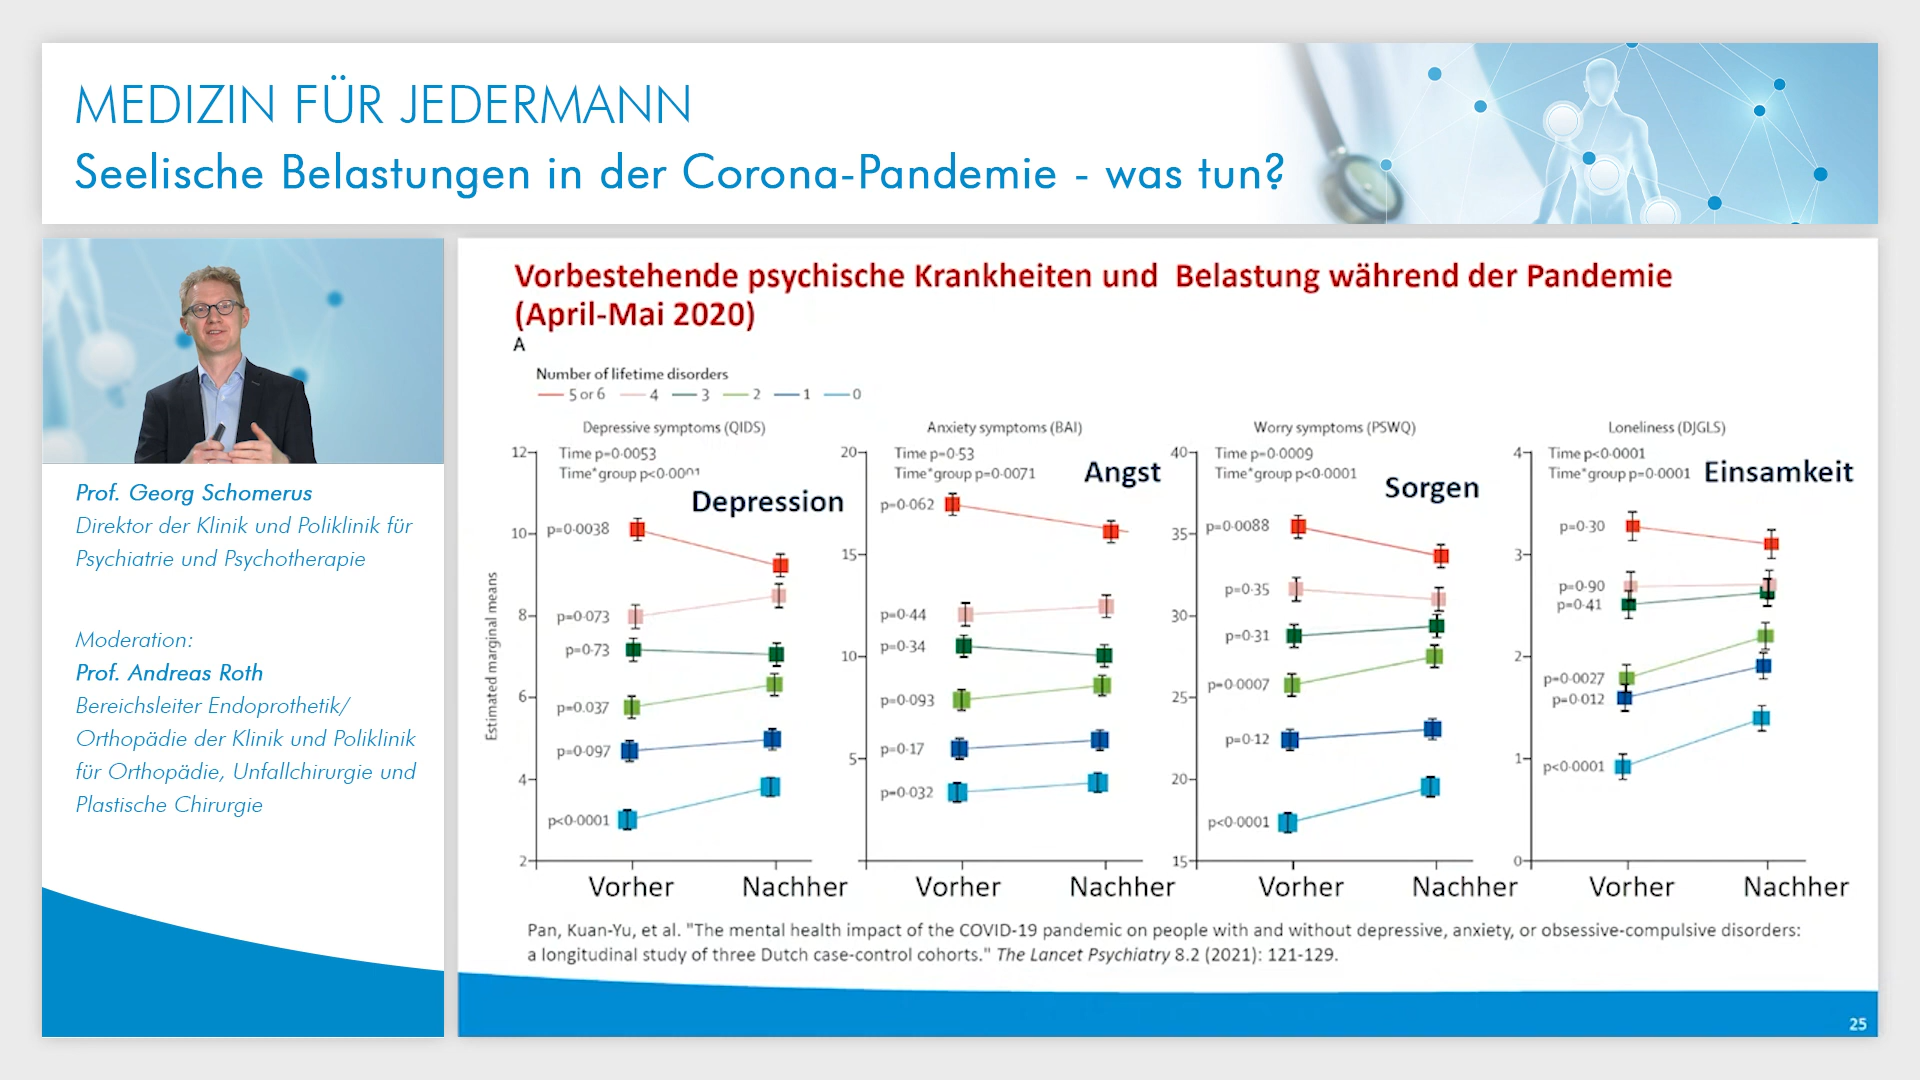 MEDIZIN FÜR JEDERMANN
Seelische Belastungen in der Corona-Pandemie - was tun?
Prof. Georg Schomerus
Direktor der Klinik und Poliklinik für
Psychiatrie und Psychotherapie
Moderation:
Prof. Andreas Roth
Bereichsleiter Endoprothetik/
Orthopädie der Klinik und Poliklinik
für Orthopädie, Unfallchirurgie und
Plastische Chirurgie
Vorbestehende psychische Krankheiten und Belastung während der Pandemie
(April-Mai 2020)
A
Number of lifetime disorders
5 or 6 4 3 2 1 0
Estimated marginal means
Depressive symptoms (QIDS)
Time p=0·0053
Time*group p<0·0001
Depression
12
10
8
6
4
2
p=0·0038
p=0·073
p=0·73
p=0.037
p=0·097
p<0·0001
Vorher Nachher
Anxiety symptoms (BAI)
Time p=0·53
Time*group p=0·0071
Angst
20
15
10
5
p=0·062
p=0·44
p=0·34
p=0·093
p=0·17
p=0·032
Vorher Nachher
Worry symptoms (PSWQ)
Time p=0·0009
Time*group p<0·0001
Sorgen
40
35
30
25
20
15
p=0·0088
p=0·35
p=0·31
p=0·0007
p=0·12
p<0·0001
Vorher Nachher
Loneliness (DJGLS)
Time p<0·0001
Time*group p=0·0001
Einsamkeit
4
3
2
1
0
p=0·30
p=0·90
p=0·41
p=0·0027
p=0·012
p<0·0001
Vorher Nachher
Pan, Kuan-Yu, et al. "The mental health impact of the COVID-19 pandemic on people with and without depressive, anxiety, or obsessive-compulsive disorders:
a longitudinal study of three Dutch case-control cohorts." The Lancet Psychiatry 8.2 (2021): 121-129.
25